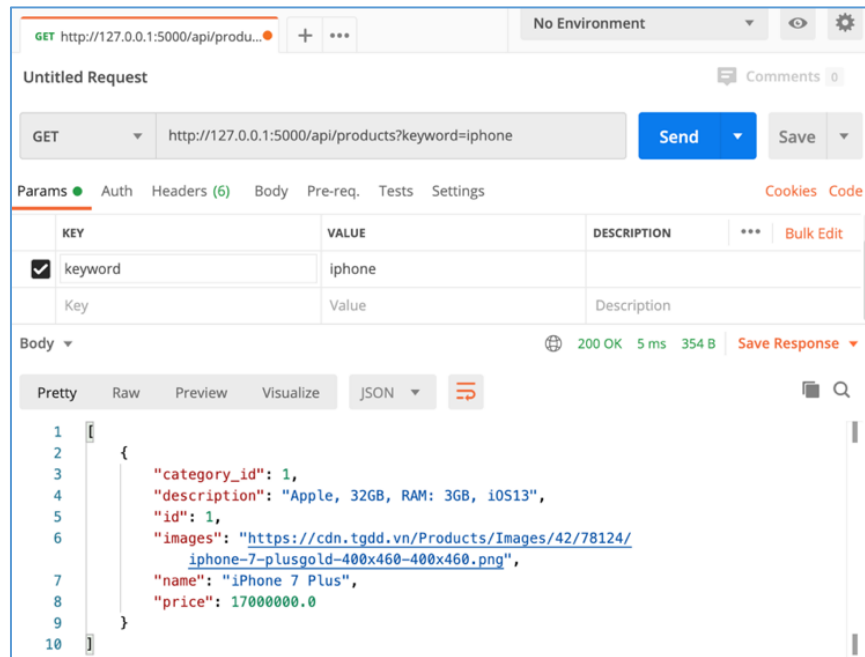 GET http://127.0.0.1:5000/api/produ... + ••• No Environment
Untitled Request Comments 0
GET http://127.0.0.1:5000/api/products?keyword=iphone Send Save
Params Auth Headers (6) Body Pre-req. Tests Settings Cookies Code
KEY VALUE DESCRIPTION ••• Bulk Edit
keyword iphone
Key Value Description
Body 200 OK 5 ms 354 B Save Response
Pretty Raw Preview Visualize JSON
1 [
2 {
3 "category_id": 1,
4 "description": "Apple, 32GB, RAM: 3GB, iOS13",
5 "id": 1,
6 "images": "https://cdn.tgdd.vn/Products/Images/42/78124/
iphone-7-plusgold-400x460-400x460.png",
7 "name": "iPhone 7 Plus",
8 "price": 17000000.0
9 }
10 ]